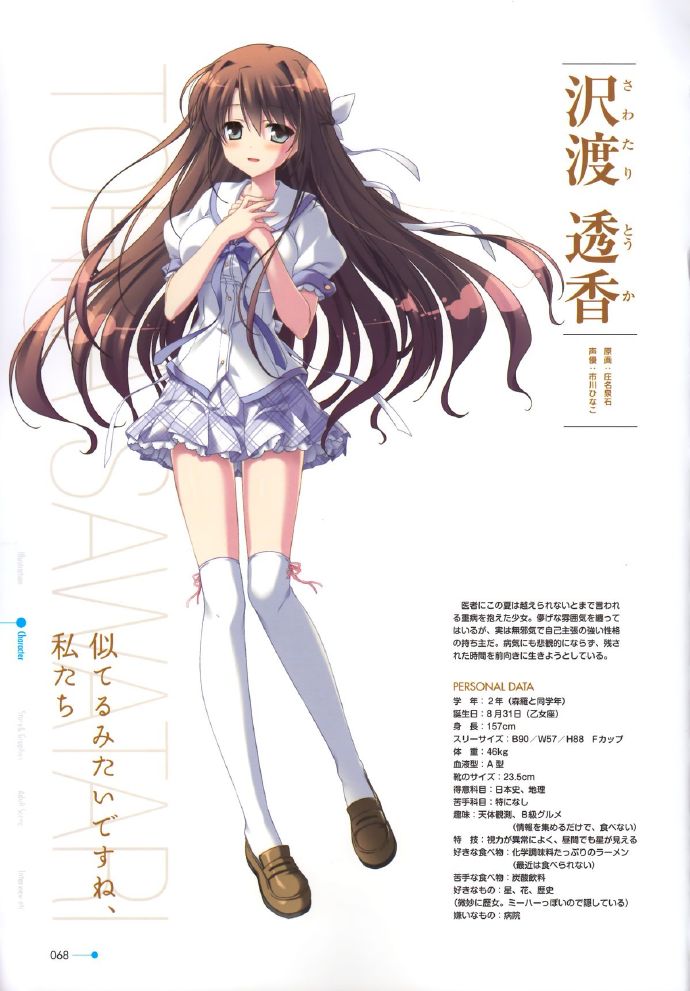 沢渡 透香
さわたり とうか
原画：庄名泉石
声優：市川ひなこ
TOHKA SAWATARI
似てるみたいですね、
私たち
Illustration
Character
Story & Graphics
Adult Scene
Interview etc
医者にこの夏は越えられないとまで言われ
る重病を抱えた少女。儚げな雰囲気を纏って
はいるが、実は無邪気で自己主張の強い性格
の持ち主だ。病気にも悲観的にならず、残さ
れた時間を前向きに生きようとしている。
PERSONAL DATA
学　年：２年（森羅と同学年）
誕生日：８月31日（乙女座）
身　長：157cm
スリーサイズ：B90／W57／H88　Fカップ
体　重：46kg
血液型：Ａ型
靴のサイズ：23.5cm
得意科目：日本史、地理
苦手科目：特になし
趣味：天体観測、Ｂ級グルメ
（情報を集めるだけで、食べない）
特　技：視力が異常によく、昼間でも星が見える
好きな食べ物：化学調味料たっぷりのラーメン
（最近は食べられない）
苦手な食べ物：炭酸飲料
好きなもの：星、花、歴史
（微妙に歴女。ミーハーっぽいので隠している）
嫌いなもの：病院
068